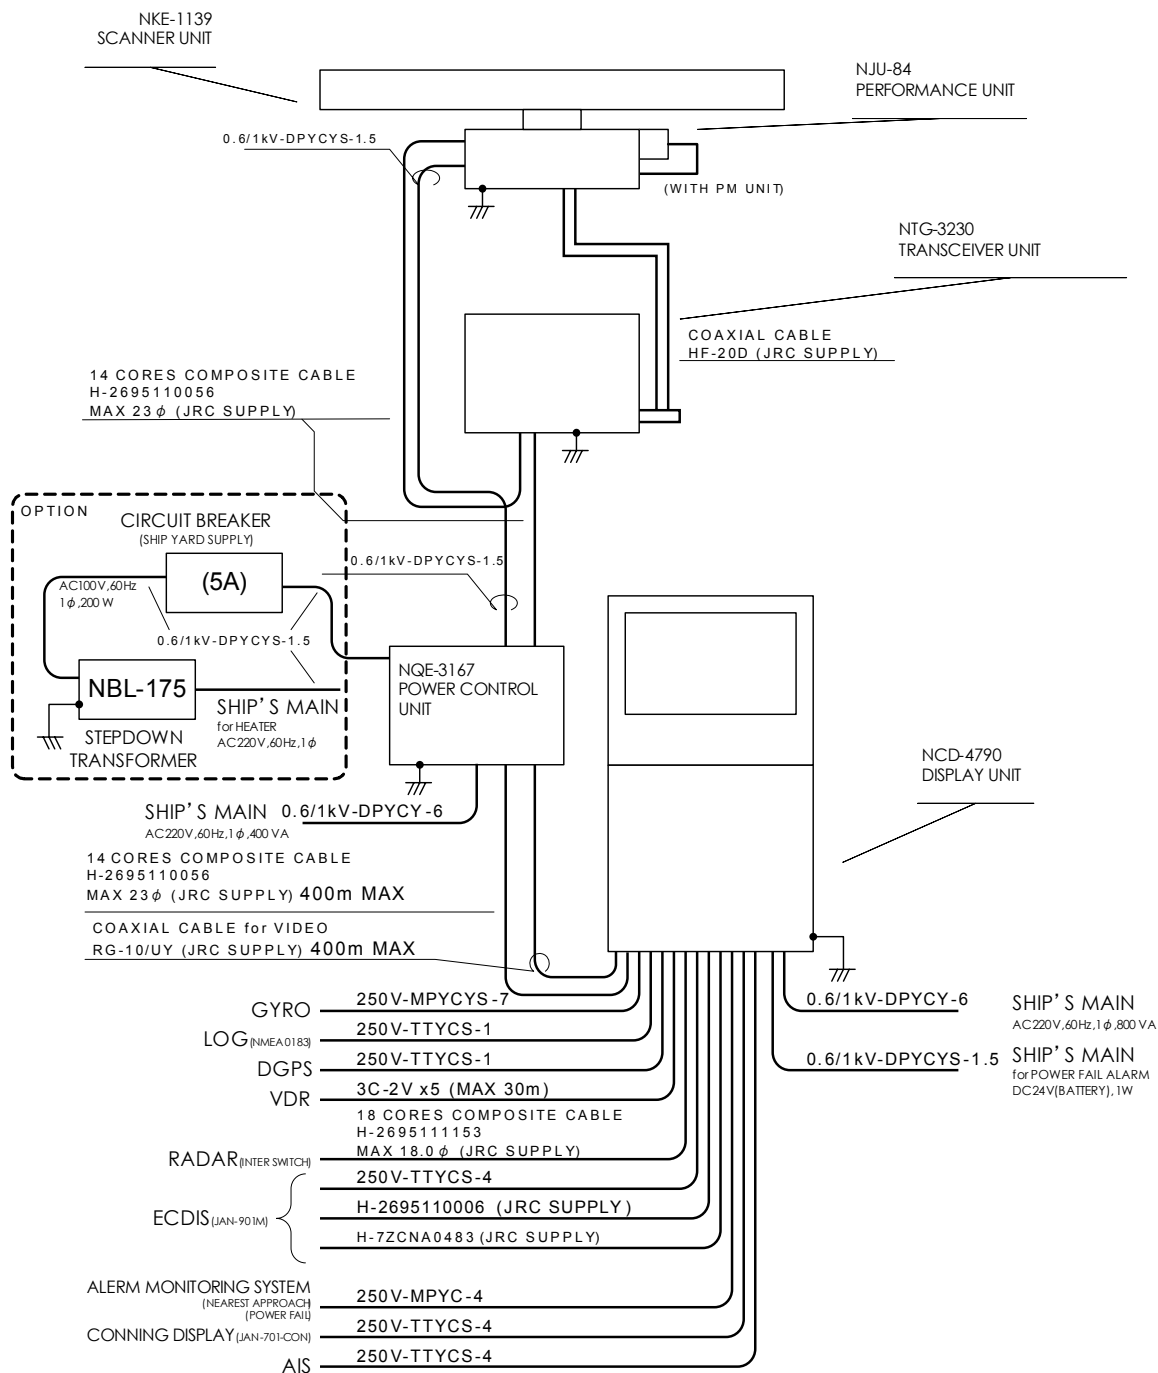 NKE-1139
SCANNER UNIT
NJU-84
PERFORMANCE UNIT
0.6/1kV-DPYCYS-1.5
(WITH PM UNIT)
NTG-3230
TRANSCEIVER UNIT
COAXIAL CABLE
HF-20D (JRC SUPPLY)
14 CORES COMPOSITE CABLE
H-2695110056
MAX 23φ (JRC SUPPLY)
OPTION
CIRCUIT BREAKER
(SHIP YARD SUPPLY)
(5A)
AC100V,60Hz
1φ,200 W
0.6/1kV-DPYCYS-1.5
0.6/1kV-DPYCYS-1.5
NBL-175
STEPDOWN
TRANSFORMER
SHIP'S MAIN
for HEATER
AC220V,60Hz,1φ
NQE-3167
POWER CONTROL
UNIT
NCD-4790
DISPLAY UNIT
SHIP'S MAIN 0.6/1kV-DPYCY-6
AC220V,60Hz,1φ,400 VA
14 CORES COMPOSITE CABLE
H-2695110056
MAX 23φ (JRC SUPPLY) 400m MAX
COAXIAL CABLE for VIDEO
RG-10/UY (JRC SUPPLY) 400m MAX
GYRO 250V-MPYCYS-7
LOG(NMEA0183) 250V-TTYCS-1
DGPS 250V-TTYCS-1
VDR 3C-2V x5 (MAX 30m)
18 CORES COMPOSITE CABLE
H-2695111153
RADAR(INTER SWITCH) MAX 18.0φ (JRC SUPPLY)
250V-TTYCS-4
ECDIS(JAN-901M) H-2695110006 (JRC SUPPLY)
H-7ZCNA0483 (JRC SUPPLY)
ALERM MONITORING SYSTEM
(NEAREST APPROACH)
(POWER FAIL)
250V-MPYC-4
CONNING DISPLAY(JAN-701-CON) 250V-TTYCS-4
AIS 250V-TTYCS-4
0.6/1kV-DPYCY-6 SHIP'S MAIN
AC220V,60Hz,1φ,800 VA
0.6/1kV-DPYCYS-1.5 SHIP'S MAIN
for POWER FAIL ALARM
DC24V(BATTERY),1W